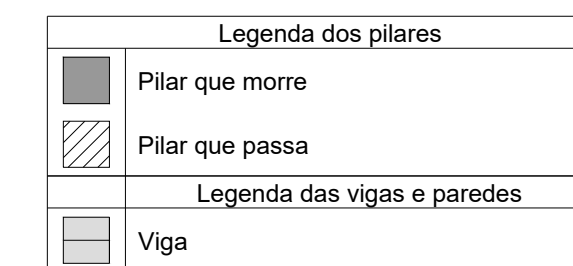 Legenda dos pilares
Pilar que morre
Pilar que passa
Legenda das vigas e paredes
Viga